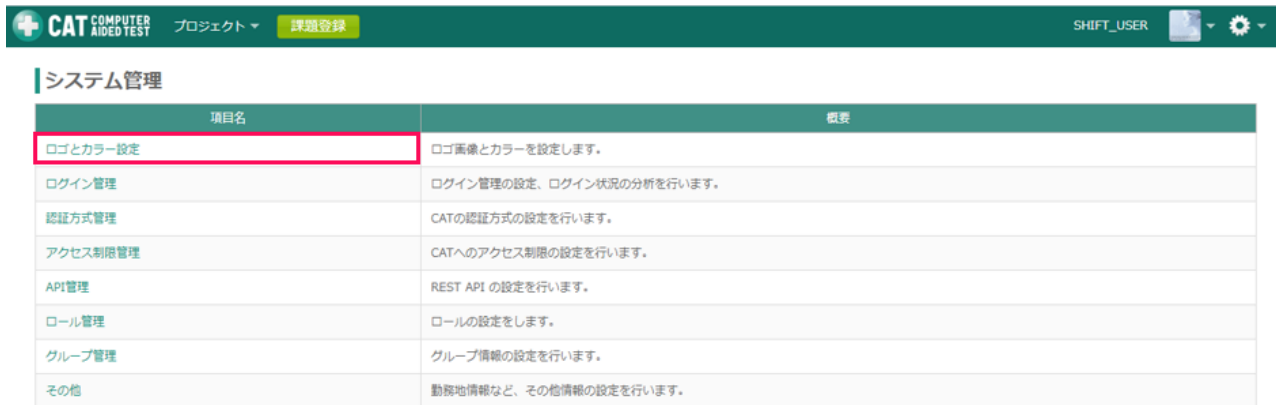 CAT COMPUTER AIDED TEST プロジェクト 課題登録 SHIFT_USER
システム管理
項目名 概要
ロゴとカラー設定 ロゴ画像とカラーを設定します。
ログイン管理 ログイン管理の設定、ログイン状況の分析を行います。
認証方式管理 CATの認証方式の設定を行います。
アクセス制限管理 CATへのアクセス制限の設定を行います。
API管理 REST API の設定を行います。
ロール管理 ロールの設定をします。
グループ管理 グループ情報の設定を行います。
その他 勤務地情報など、その他情報の設定を行います。